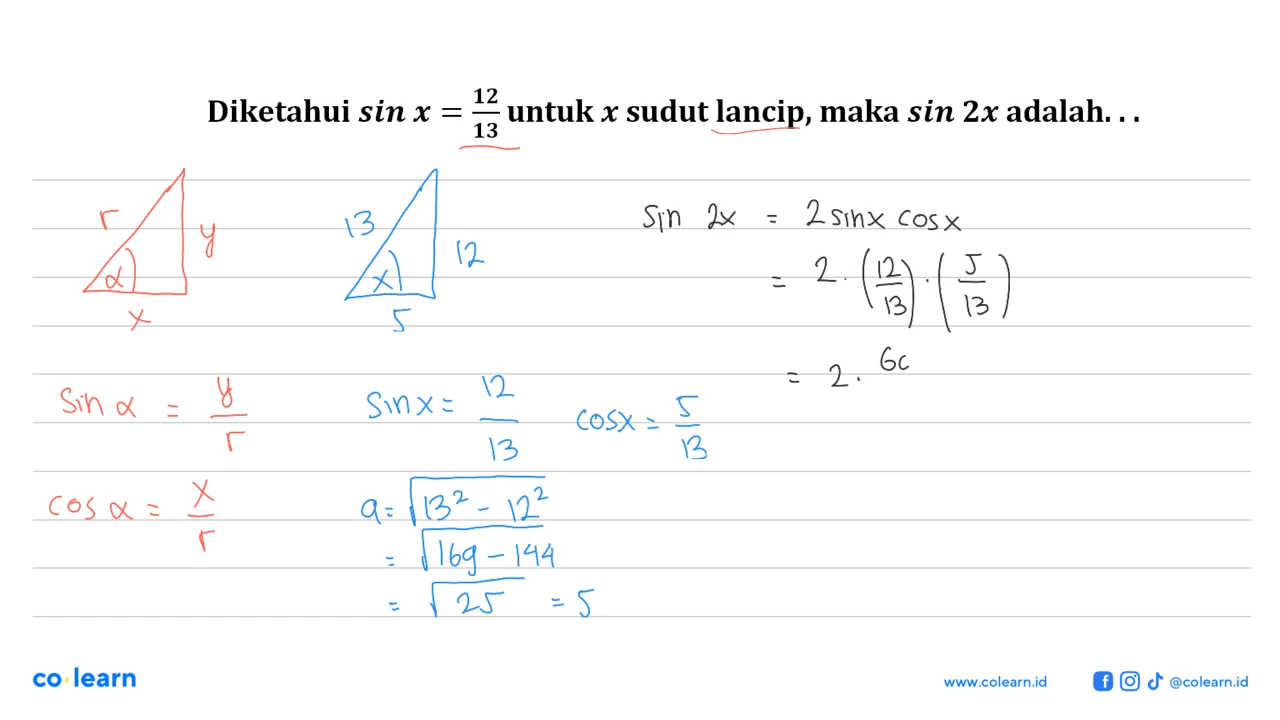 Diketahui sin x = 12/13 untuk x sudut lancip, maka sin 2x adalah. . .
r
y
α
x
13
12
x
5
sin 2x = 2 sinx cosx
= 2 · (12/13) · (5/13)
= 2 · 60
sin α = y/r
cos α = x/r
sin x = 12/13
cosx = 5/13
a = √13² − 12²
= √169 − 144
= √25 = 5
co·learn
www.colearn.id
@colearn.id